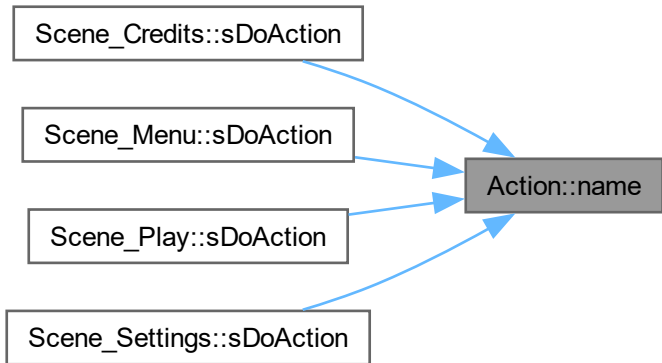 Scene_Credits::sDoAction
Scene_Menu::sDoAction
Action::name
Scene_Play::sDoAction
Scene_Settings::sDoAction